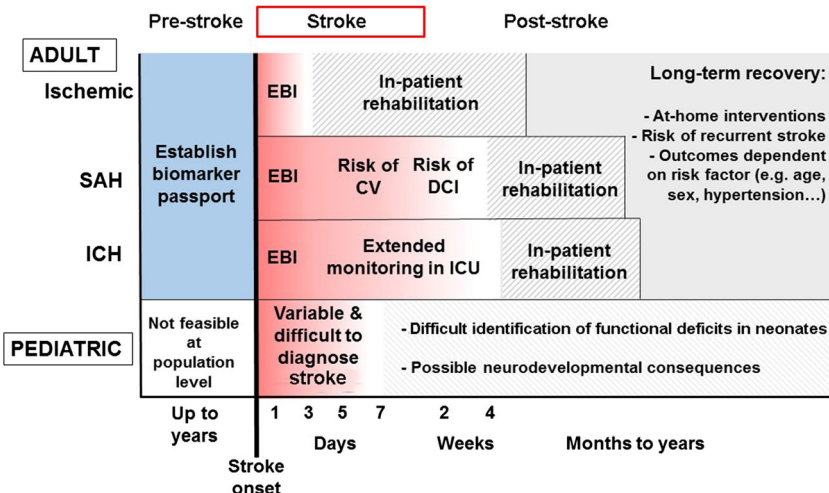 Pre-stroke
Stroke
Post-stroke
ADULT
Ischemic
SAH
ICH
PEDIATRIC
Establish
biomarker
passport
Not feasible
at
population
level
EBI
In-patient
rehabilitation
EBI
Risk of
CV
Risk of
DCI
In-patient
rehabilitation
EBI
Extended
monitoring in ICU
In-patient
rehabilitation
Long-term recovery:
- At-home interventions
- Risk of recurrent stroke
- Outcomes dependent
on risk factor (e.g. age,
sex, hypertension…)
Variable &
difficult to
diagnose
stroke
- Difficult identification of functional deficits in neonates
- Possible neurodevelopmental consequences
Up to
years
1 3 5 7 2 4
Days
Weeks
Months to years
Stroke
onset